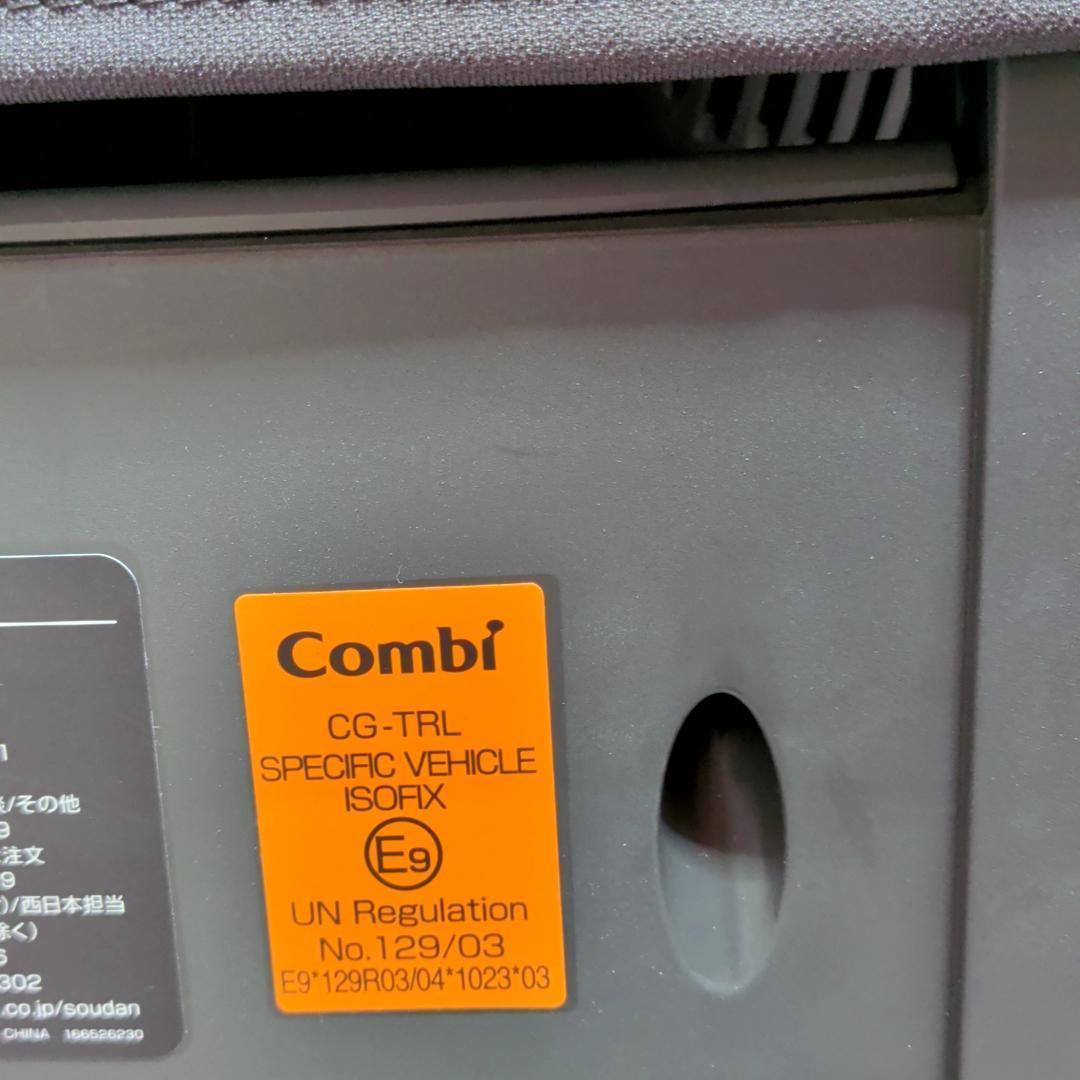 1
/その他
9
注文
9
)/西日本担当
除く)
6
302
.co.jp/soudan
CHINA 166526230
Combi
CG-TRL
SPECIFIC VEHICLE
ISOFIX
E9
UN Regulation
No.129/03
E9*129R03/04*1023*03